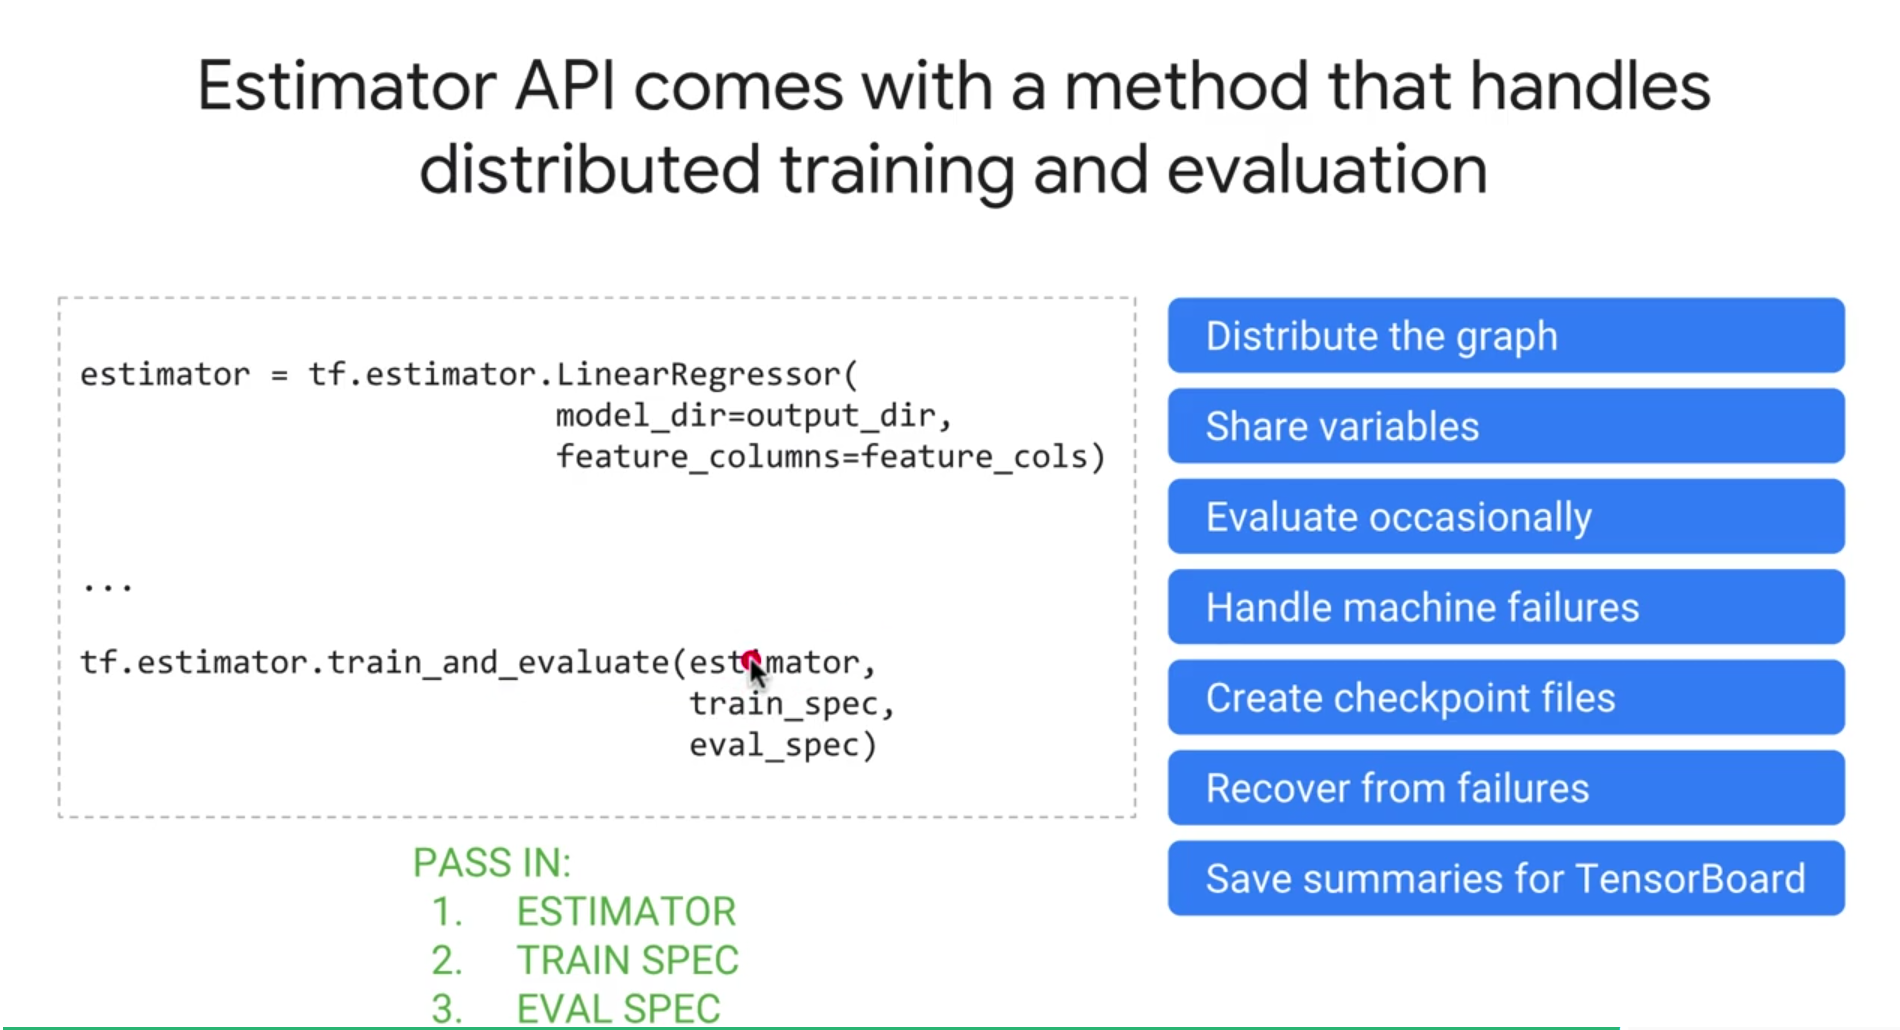 Estimator API comes with a method that handles
distributed training and evaluation
estimator = tf.estimator.LinearRegressor(
model_dir=output_dir,
feature_columns=feature_cols)
...
tf.estimator.train_and_evaluate(estimator,
train_spec,
eval_spec)
PASS IN:
1. ESTIMATOR
2. TRAIN SPEC
3. EVAL SPEC
Distribute the graph
Share variables
Evaluate occasionally
Handle machine failures
Create checkpoint files
Recover from failures
Save summaries for TensorBoard